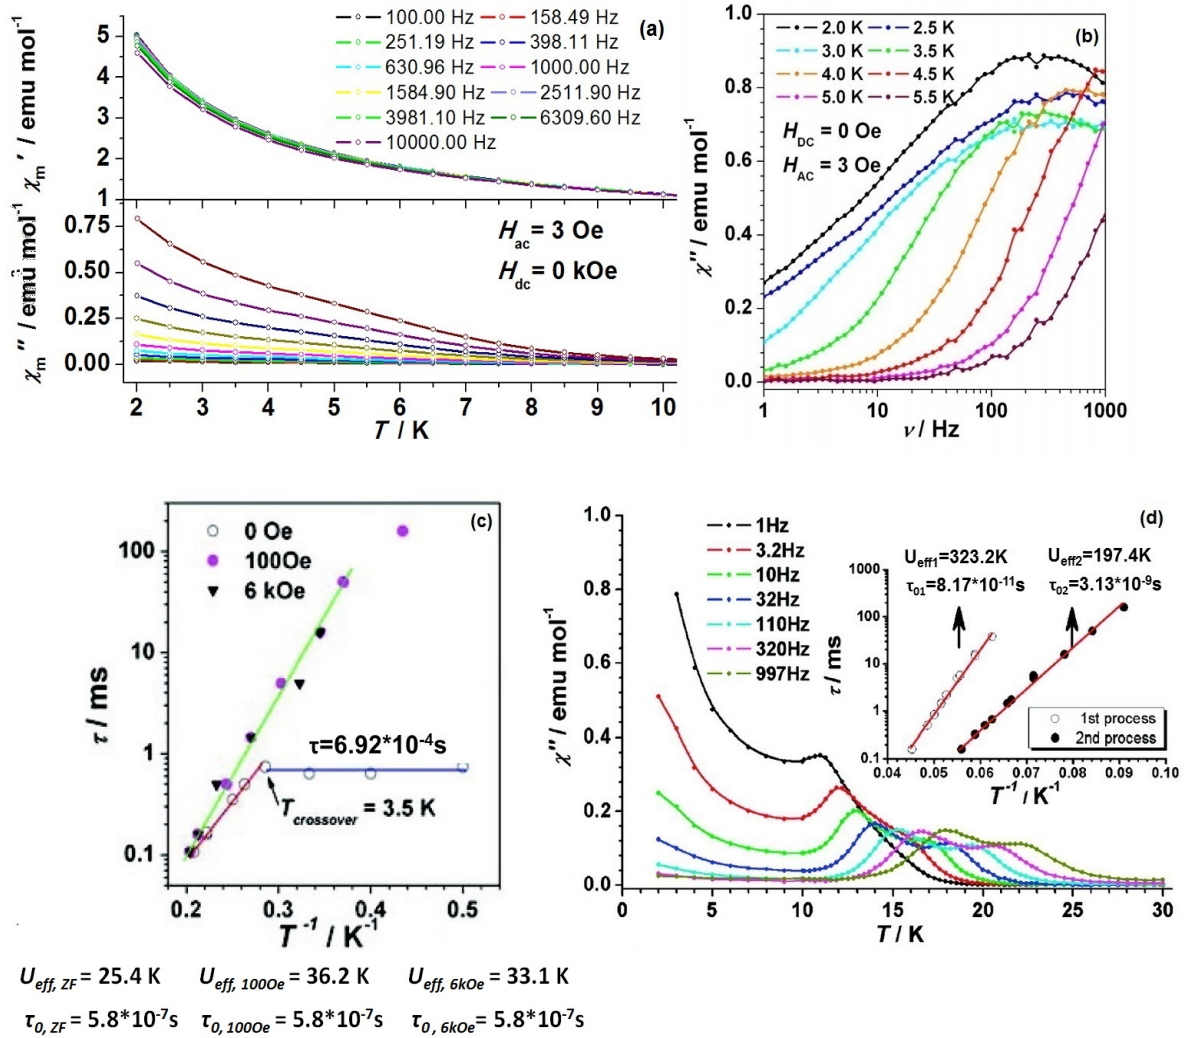 (a)
100.00 Hz 158.49 Hz
251.19 Hz 398.11 Hz
630.96 Hz 1000.00 Hz
1584.90 Hz 2511.90 Hz
3981.10 Hz 6309.60 Hz
10000.00 Hz
χm′ / emu mol-1
5
4
3
2
1
Hac = 3 Oe
Hdc = 0 kOe
χm″ / emu mol-1
0.75
0.50
0.25
0.00
2 3 4 5 6 7 8 9 10
T / K
(b)
2.0 K 2.5 K
3.0 K 3.5 K
4.0 K 4.5 K
5.0 K 5.5 K
HDC = 0 Oe
HAC = 3 Oe
χ″ / emu mol-1
1.0
0.8
0.6
0.4
0.2
0.0
1 10 100 1000
ν / Hz
(c)
0 Oe
100Oe
6 kOe
τ / ms
100
10
1
0.1
τ=6.92*10-4s
Tcrossover = 3.5 K
0.2 0.3 0.4 0.5
T-1 / K-1
Ueff, ZF = 25.4 K Ueff, 100Oe = 36.2 K Ueff, 6kOe = 33.1 K
τ0, ZF = 5.8*10-7s τ0, 100Oe = 5.8*10-7s τ0, 6kOe = 5.8*10-7s
(d)
1Hz
3.2Hz
10Hz
32Hz
110Hz
320Hz
997Hz
χ″ / emu mol-1
1.0
0.8
0.6
0.4
0.2
0.0
0 5 10 15 20 25 30
T / K
Ueff1=323.2K Ueff2=197.4K
τ01=8.17*10-11s τ02=3.13*10-9s
τ / ms
1000
100
10
1
0.1
1st process
2nd process
0.04 0.05 0.06 0.07 0.08 0.09 0.10
T-1 / K-1